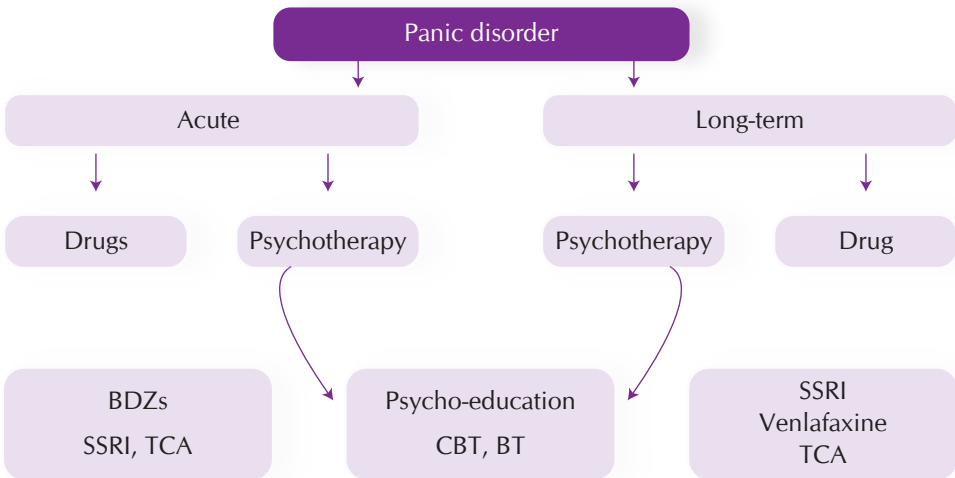 Panic disorder
Acute
Long-term
Drugs
Psychotherapy
Psychotherapy
Drug
BDZs
SSRI, TCA
Psycho-education
CBT, BT
SSRI
Venlafaxine
TCA